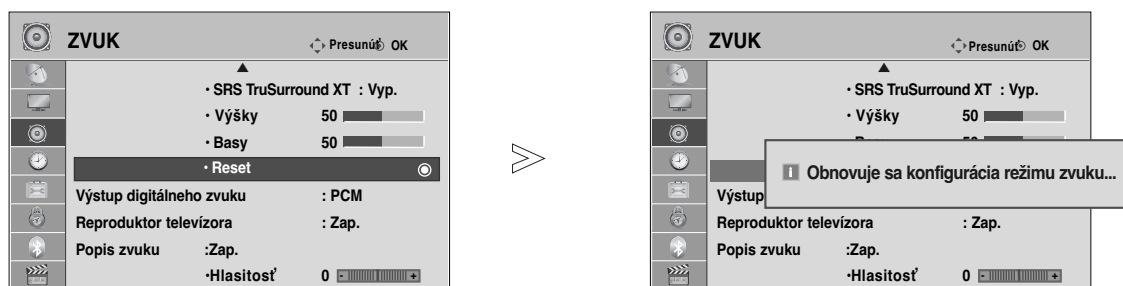 ZVUK
Presunúť OK
• SRS TruSurround XT : Vyp.
• Výšky 50
• Basy 50
• Reset
Výstup digitálneho zvuku : PCM
Reproduktor televízora : Zap.
Popis zvuku :Zap.
•Hlasitosť 0 - +
ZVUK
Presunúť OK
• SRS TruSurround XT : Vyp.
• Výšky 50
i Obnovuje sa konfigurácia režimu zvuku...
Výstup
Reproduktor televízora : Zap.
Popis zvuku :Zap.
•Hlasitosť 0 - +